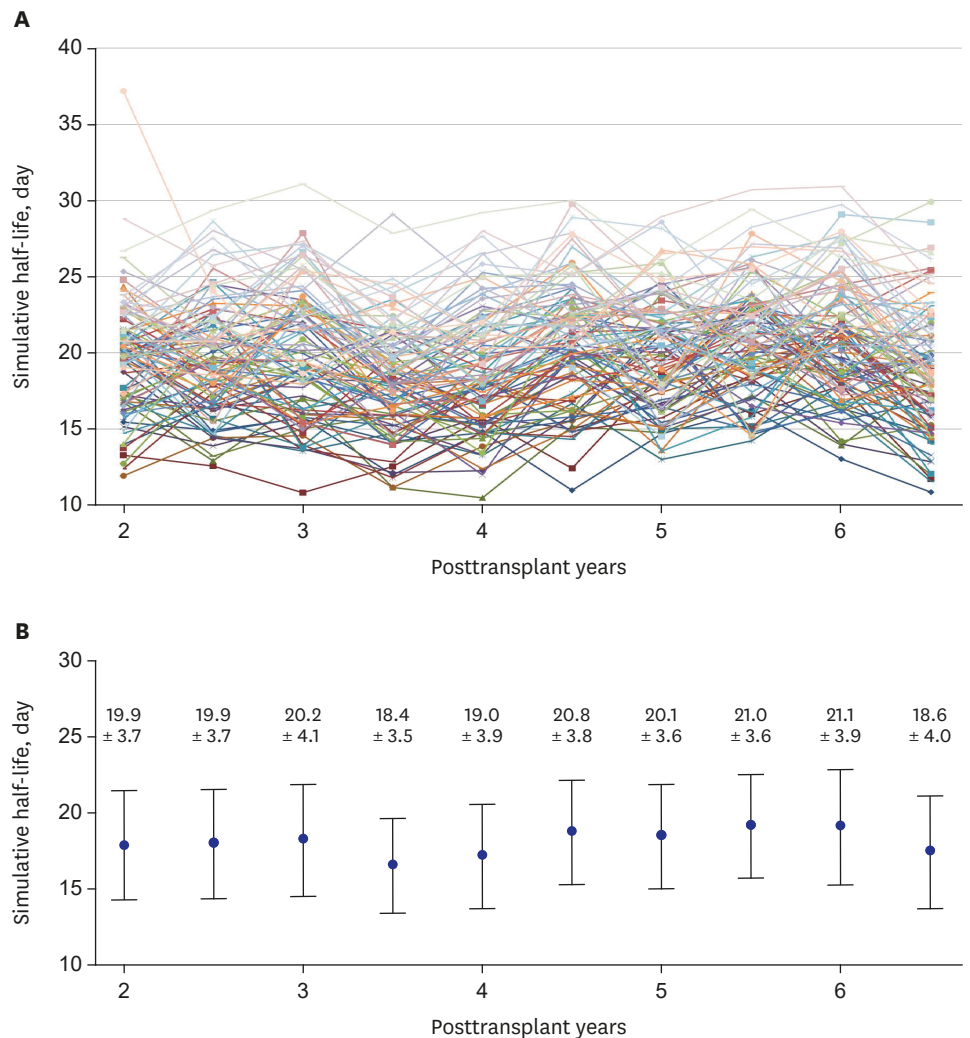 A
40
35
30
25
20
15
10
Simulative half-life, day
2 3 4 5 6
Posttransplant years
B
30
25
20
15
10
Simulative half-life, day
19.9 19.9 20.2 18.4 19.0 20.8 20.1 21.0 21.1 18.6
± 3.7 ± 3.7 ± 4.1 ± 3.5 ± 3.9 ± 3.8 ± 3.6 ± 3.6 ± 3.9 ± 4.0
2 3 4 5 6
Posttransplant years